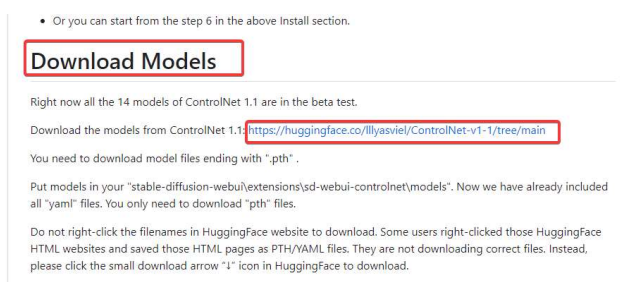 • Or you can start from the step 6 in the above Install section.
Download Models
Right now all the 14 models of ControlNet 1.1 are in the beta test.
Download the models from ControlNet 1.1: https://huggingface.co/lllyasviel/ControlNet-v1-1/tree/main
You need to download model files ending with ".pth" .
Put models in your "stable-diffusion-webui\extensions\sd-webui-controlnet\models". Now we have already included
all "yaml" files. You only need to download "pth" files.
Do not right-click the filenames in HuggingFace website to download. Some users right-clicked those HuggingFace
HTML websites and saved those HTML pages as PTH/YAML files. They are not downloading correct files. Instead,
please click the small download arrow "↓" icon in HuggingFace to download.